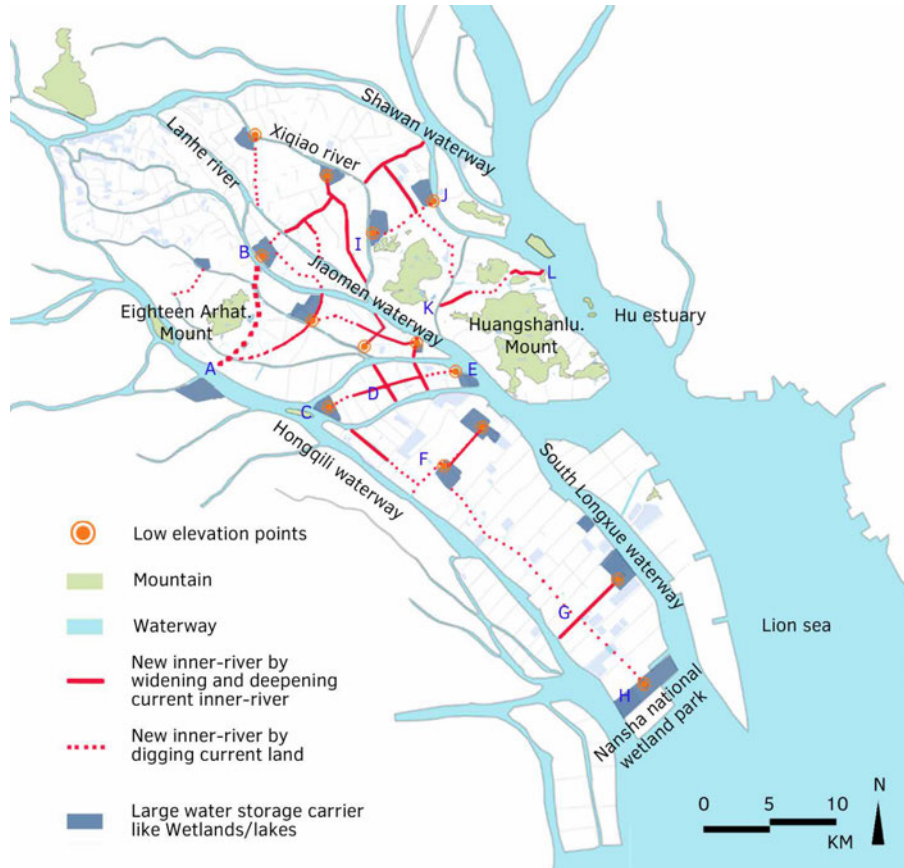 Shawan waterway
Lanhe river
Xiqiao river
J
B
I
L
Jiaomen waterway
K
Eighteen Arhat.
Mount
Huangshanlu.
Mount
Hu estuary
A
E
D
C
Hongqili waterway
F
South Longxue waterway
G
Lion sea
H
Nansha national
wetland park
Low elevation points
Mountain
Waterway
New inner-river by
widening and deepening
current inner-river
New inner-river by
digging current land
Large water storage carrier
like Wetlands/lakes
0 5 10
KM
N